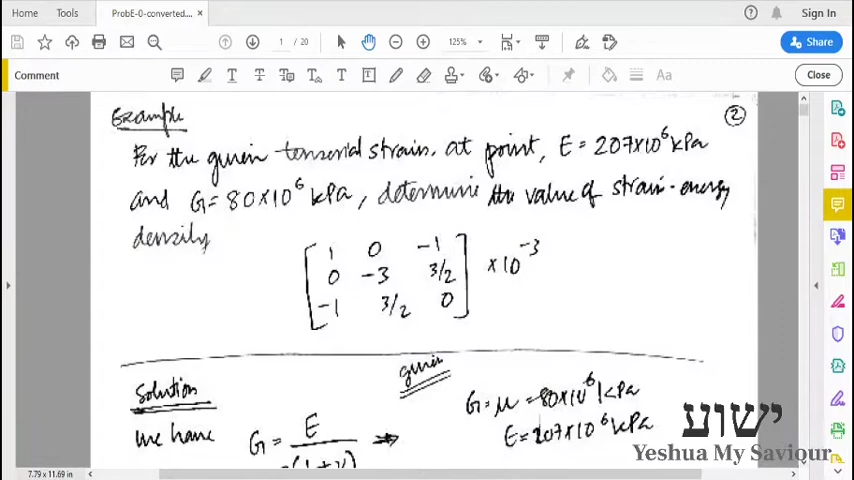 Home Tools ProbE-0-converted.... × Sign In
1 / 20 125% Share
Comment Aa Close
Example 2
For the given tensorial strain. at point, E = 207×10⁶ kPa
and G = 80×10⁶ kPa, determine the value of strain-energy
density
1 0 -1
0 -3 3/2 ×10⁻³
-1 3/2 0
given
Solution
G = μ = 80×10⁶ kPa
We have G = E
E = 207×10⁶ kPa
ישוע
Yeshua My Saviour
7.79 x 11.69 in